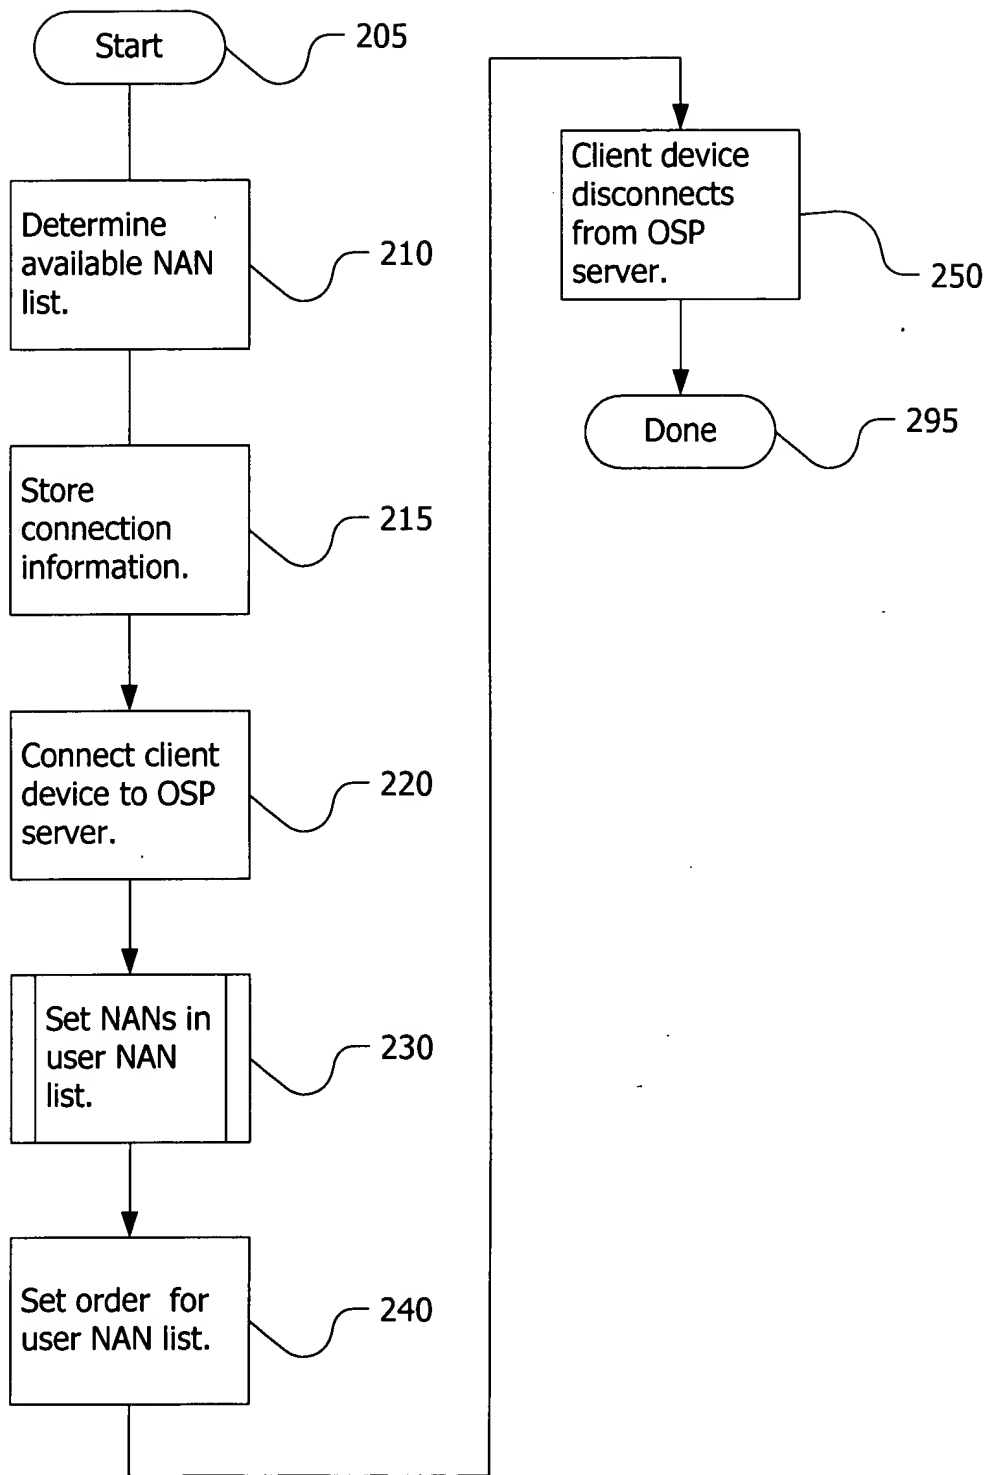 Start
205
Determine
available NAN
list.
210
Store
connection
information.
215
Connect client
device to OSP
server.
220
Set NANs in
user NAN
list.
230
Set order for
user NAN list.
240
Client device
disconnects
from OSP
server.
250
Done
295